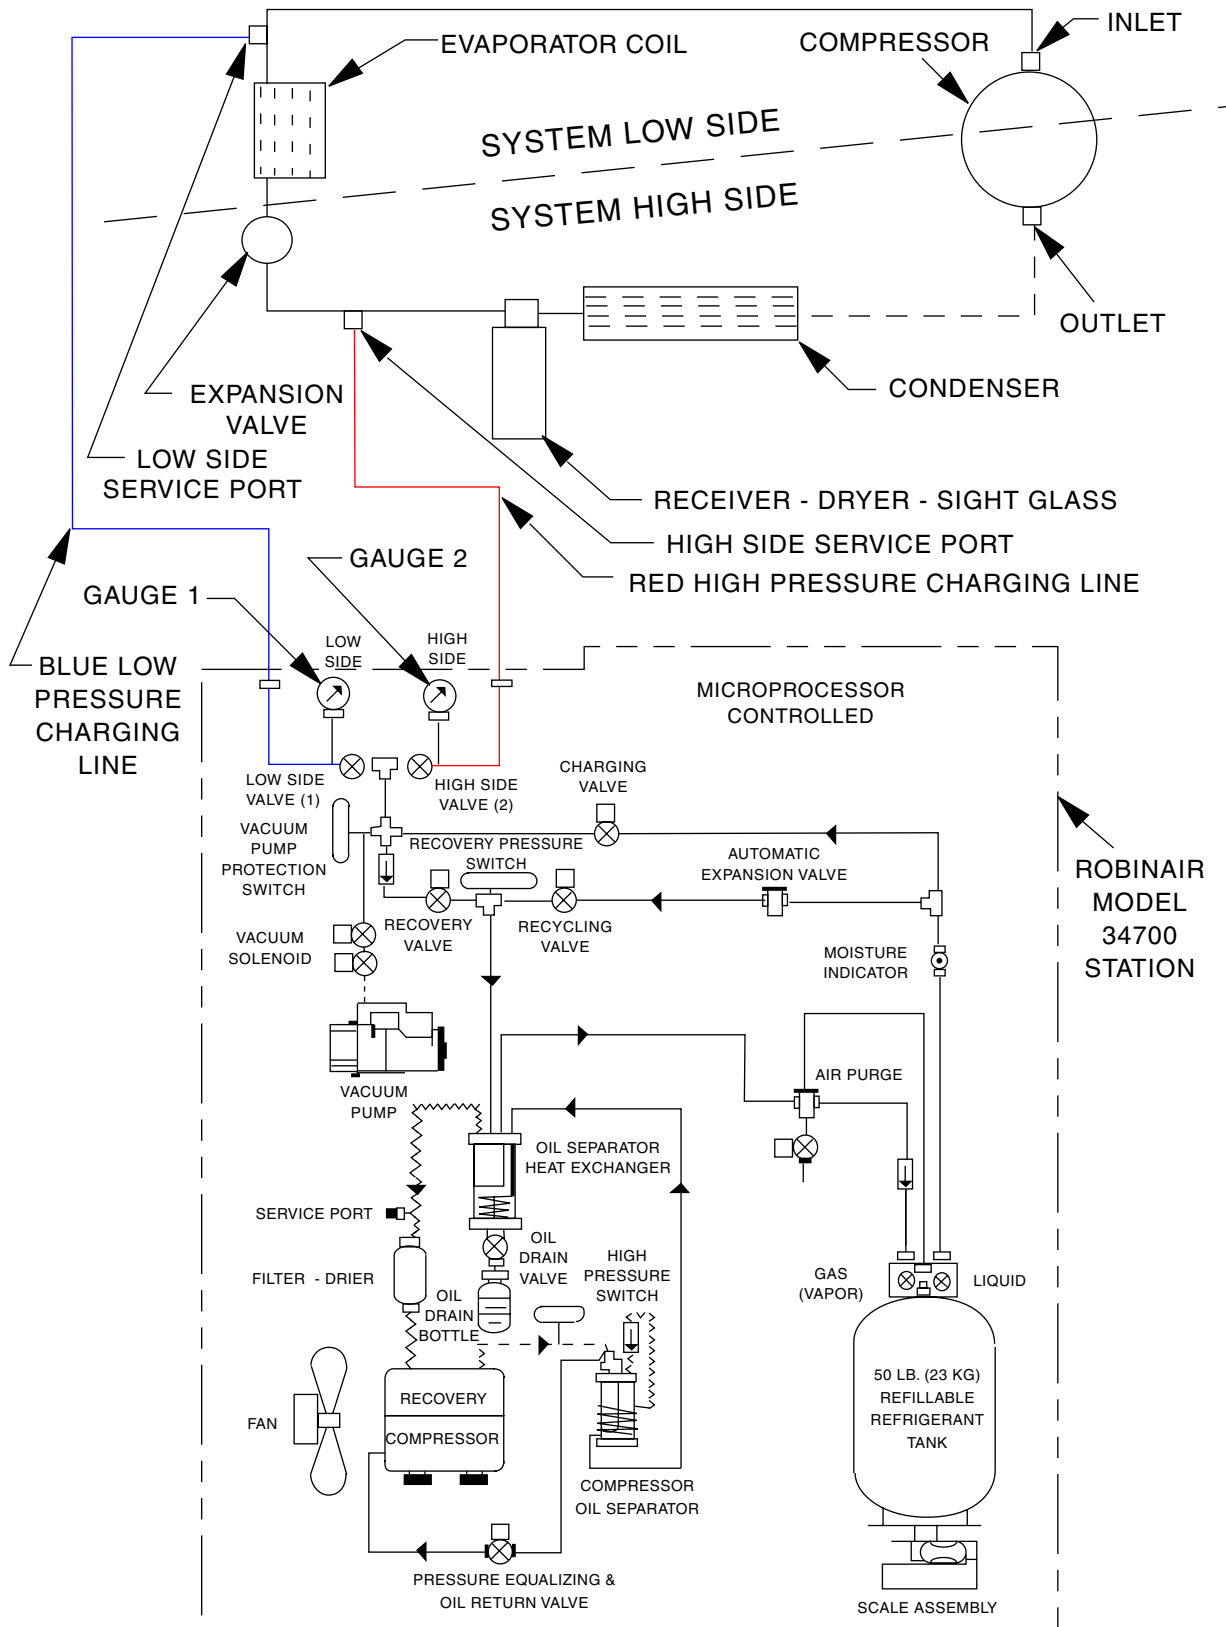 INLET
COMPRESSOR
EVAPORATOR COIL
SYSTEM LOW SIDE
SYSTEM HIGH SIDE
OUTLET
EXPANSION
VALVE
CONDENSER
LOW SIDE
SERVICE PORT
RECEIVER - DRYER - SIGHT GLASS
HIGH SIDE SERVICE PORT
RED HIGH PRESSURE CHARGING LINE
GAUGE 2
GAUGE 1
BLUE LOW
PRESSURE
CHARGING
LINE
LOW
SIDE
HIGH
SIDE
MICROPROCESSOR
CONTROLLED
LOW SIDE
VALVE (1)
HIGH SIDE
VALVE (2)
CHARGING
VALVE
VACUUM
PUMP
PROTECTION
SWITCH
RECOVERY PRESSURE
SWITCH
AUTOMATIC
EXPANSION VALVE
ROBINAIR
MODEL
34700
STATION
RECOVERY
VALVE
RECYCLING
VALVE
VACUUM
SOLENOID
MOISTURE
INDICATOR
VACUUM
PUMP
AIR PURGE
OIL SEPARATOR
HEAT EXCHANGER
SERVICE PORT
OIL
DRAIN
VALVE
HIGH
PRESSURE
SWITCH
FILTER - DRIER
OIL
DRAIN
BOTTLE
GAS
(VAPOR)
LIQUID
50 LB. (23 KG)
REFILLABLE
REFRIGERANT
TANK
FAN
RECOVERY
COMPRESSOR
COMPRESSOR
OIL SEPARATOR
PRESSURE EQUALIZING &
OIL RETURN VALVE
SCALE ASSEMBLY